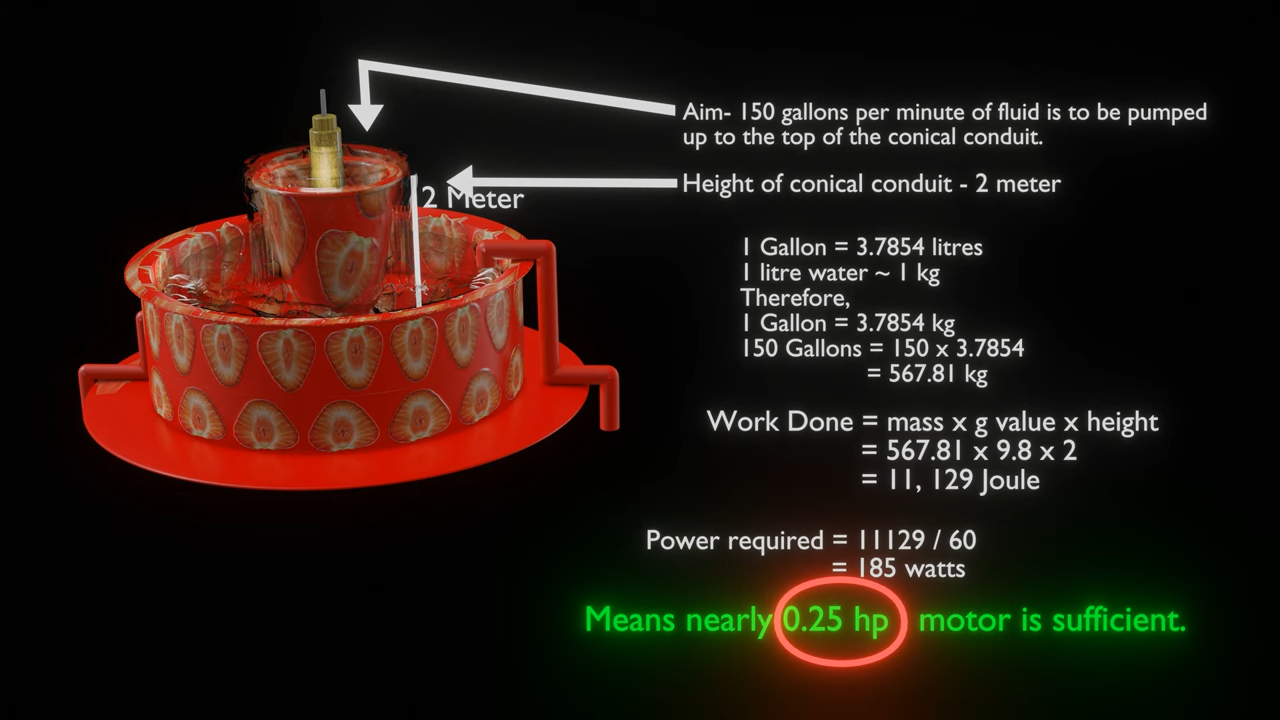 Aim- 150 gallons per minute of fluid is to be pumped
up to the top of the conical conduit.
Height of conical conduit - 2 meter
2 Meter
1 Gallon = 3.7854 litres
1 litre water ~ 1 kg
Therefore,
1 Gallon = 3.7854 kg
150 Gallons = 150 x 3.7854
= 567.81 kg
Work Done = mass x g value x height
= 567.81 x 9.8 x 2
= 11, 129 Joule
Power required = 11129 / 60
= 185 watts
Means nearly 0.25 hp motor is sufficient.